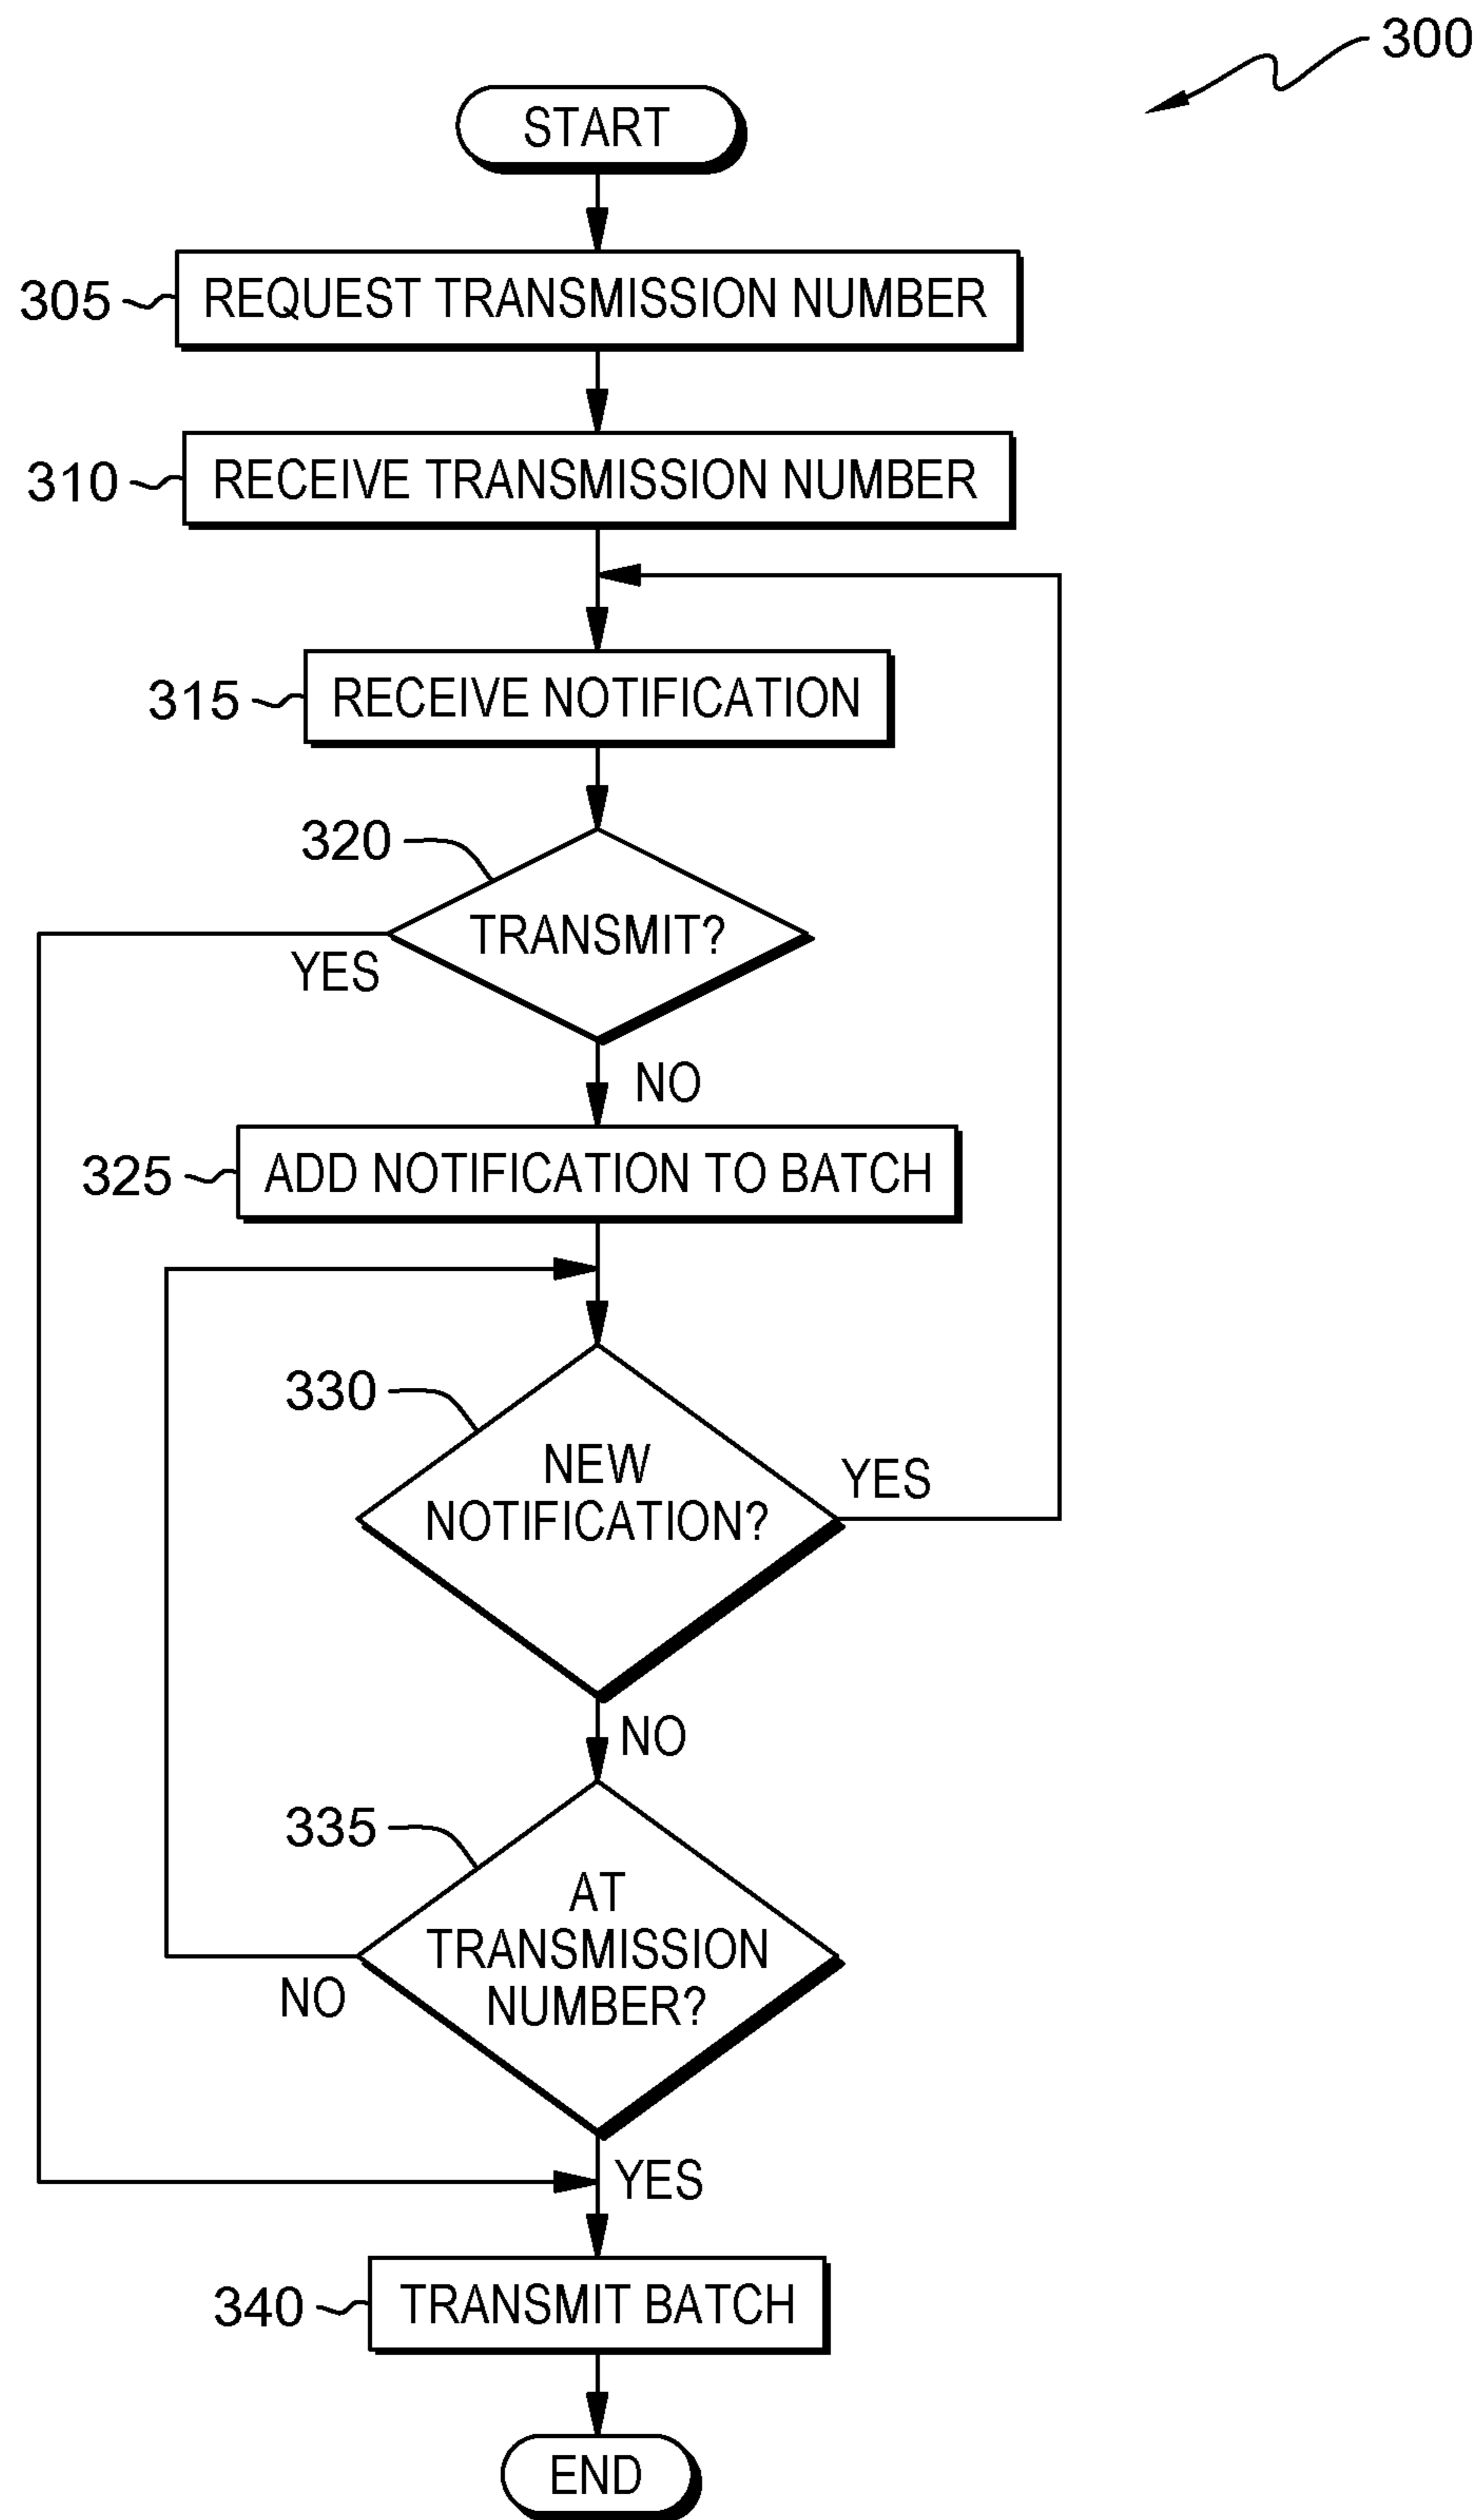 300
START
305
REQUEST TRANSMISSION NUMBER
310
RECEIVE TRANSMISSION NUMBER
315
RECEIVE NOTIFICATION
320
TRANSMIT?
YES
NO
325
ADD NOTIFICATION TO BATCH
330
NEW
NOTIFICATION?
YES
NO
335
AT
TRANSMISSION
NUMBER?
NO
YES
340
TRANSMIT BATCH
END